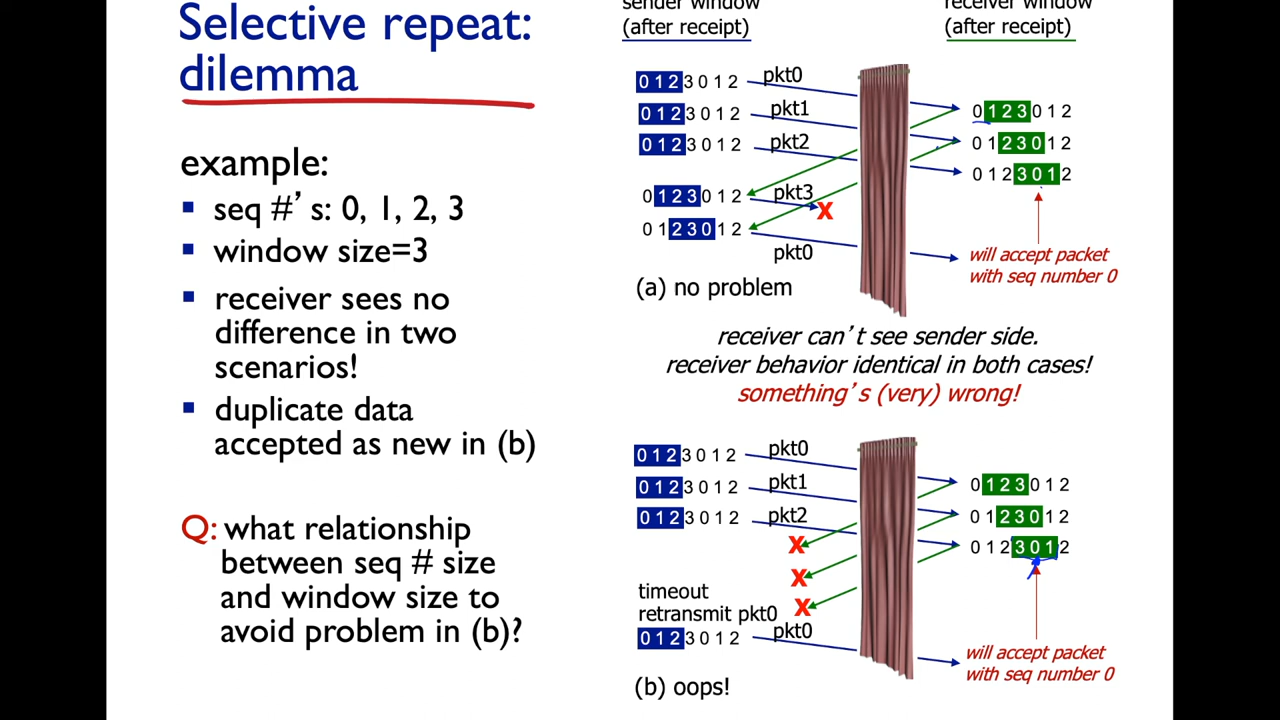 Selective repeat:
dilemma
example:
▪ seq #'s: 0, 1, 2, 3
▪ window size=3
▪ receiver sees no
difference in two
scenarios!
▪ duplicate data
accepted as new in (b)
Q: what relationship
between seq # size
and window size to
avoid problem in (b)?
sender window
(after receipt)
receiver window
(after receipt)
0 1 2 3 0 1 2 pkt0
0 1 2 3 0 1 2 pkt1
0 1 2 3 0 1 2 pkt2
0 1 2 3 0 1 2 pkt3
X
0 1 2 3 0 1 2
pkt0
0 1 2 3 0 1 2
0 1 2 3 0 1 2
0 1 2 3 0 1 2
will accept packet
with seq number 0
(a) no problem
receiver can't see sender side.
receiver behavior identical in both cases!
something's (very) wrong!
0 1 2 3 0 1 2 pkt0
0 1 2 3 0 1 2 pkt1
0 1 2 3 0 1 2 pkt2
X
X
X
timeout
retransmit pkt0
0 1 2 3 0 1 2 pkt0
0 1 2 3 0 1 2
0 1 2 3 0 1 2
0 1 2 3 0 1 2
will accept packet
with seq number 0
(b) oops!